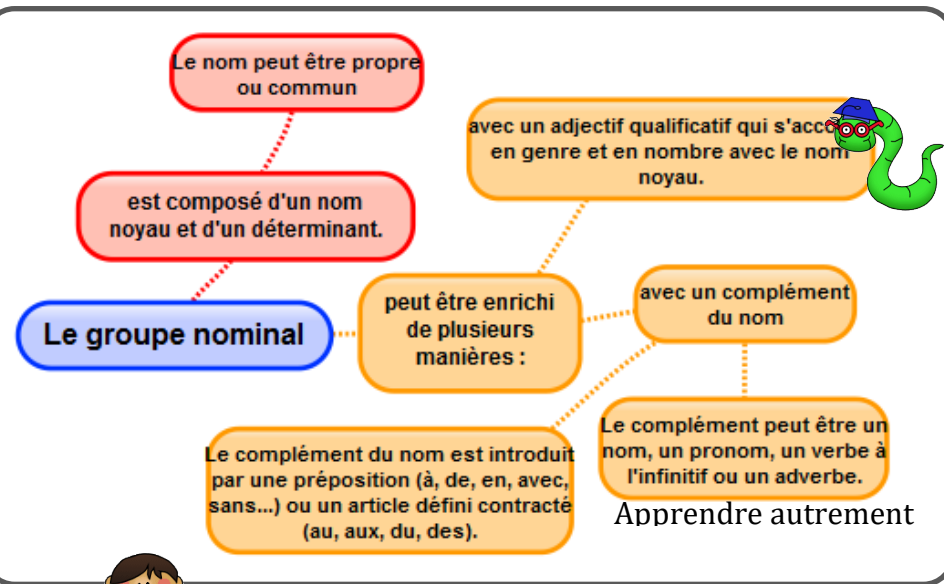 Le nom peut être propre
ou commun
est composé d'un nom
noyau et d'un déterminant.
Le groupe nominal
peut être enrichi
de plusieurs
manières :
avec un adjectif qualificatif qui
en genre et en nombre avec le nom
noyau.
avec un complément
du nom
Le complément du nom est introduit
par une préposition (à, de, en, avec,
sans...) ou un article défini contracté
(au, aux, du, des).
Le complément peut être un
nom, un pronom, un verbe à
l'infinitif ou un adverbe.
Apprendre autrement